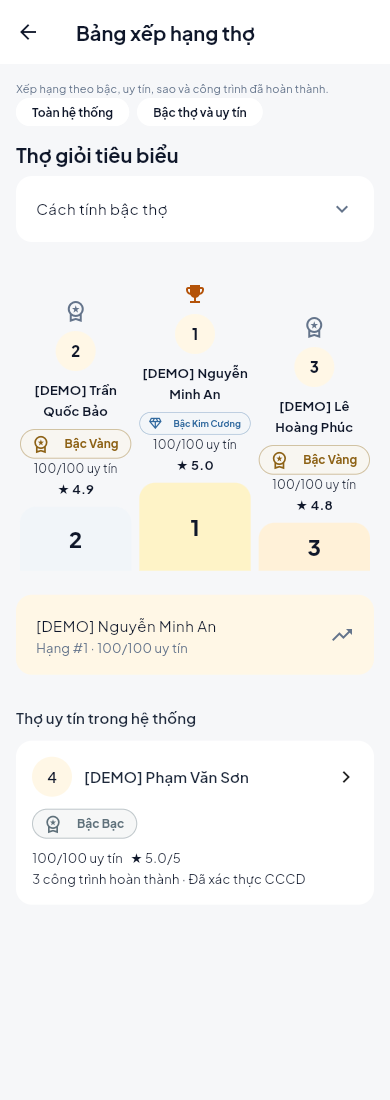 Bảng xếp hạng thợ
Xếp hạng theo bậc, uy tín, sao và công trình đã hoàn thành.
Toàn hệ thống
Bậc thợ và uy tín
Thợ giỏi tiêu biểu
Cách tính bậc thợ
2
[DEMO] Trần
Quốc Bảo
Bậc Vàng
100/100 uy tín
★ 4.9
2
1
[DEMO] Nguyễn
Minh An
Bậc Kim Cương
100/100 uy tín
★ 5.0
1
3
[DEMO] Lê
Hoàng Phúc
Bậc Vàng
100/100 uy tín
★ 4.8
3
[DEMO] Nguyễn Minh An
Hạng #1 · 100/100 uy tín
Thợ uy tín trong hệ thống
4
[DEMO] Phạm Văn Sơn
Bậc Bạc
100/100 uy tín ★ 5.0/5
3 công trình hoàn thành · Đã xác thực CCCD